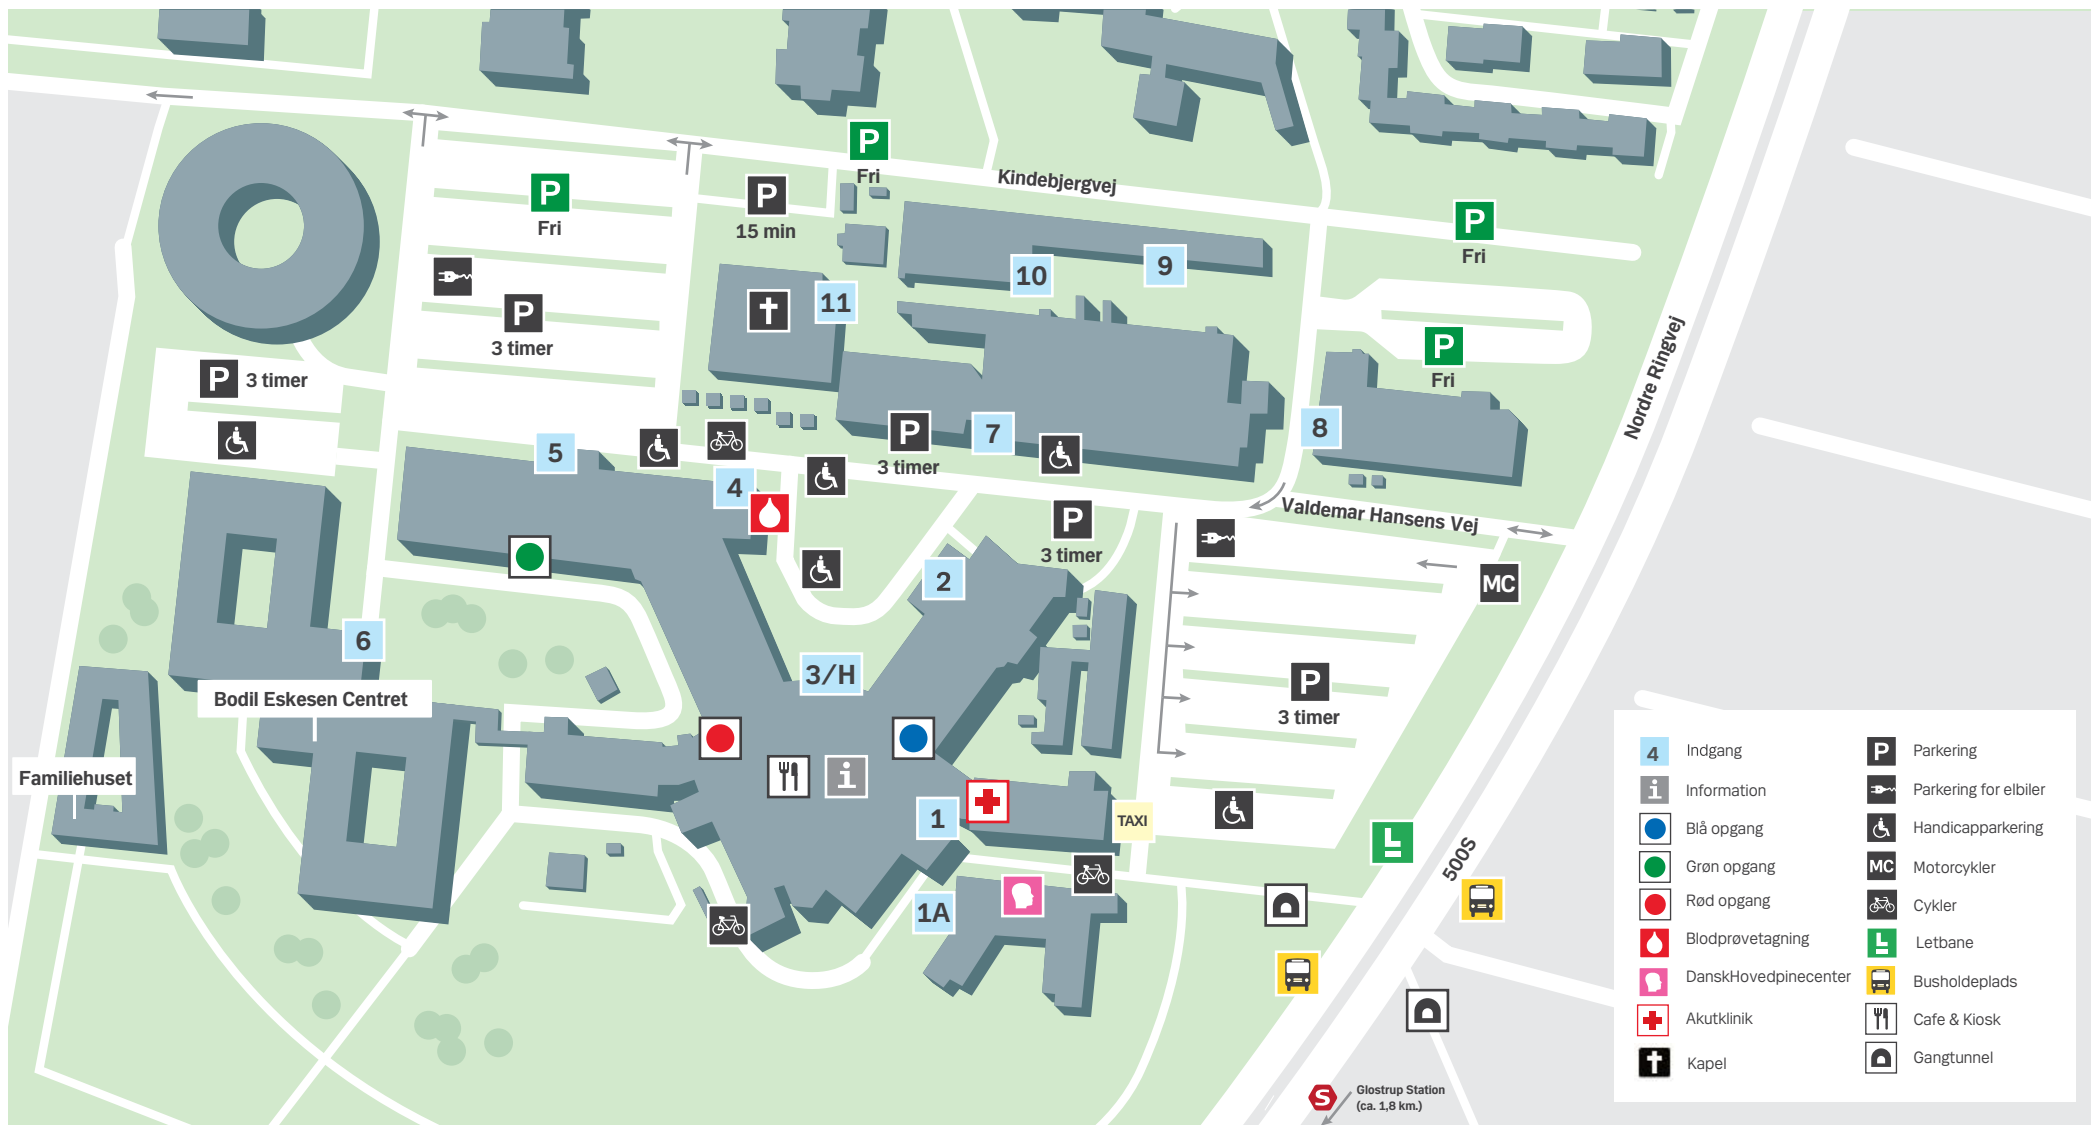 P
Fri
Kindebjergvej
P
Fri
P
15 min
P
Fri
9
10
11
P
3 timer
P
Fri
Nordre Ringvej
P
3 timer
8
P
3 timer
7
5
4
Valdemar Hansens Vej
P
3 timer
MC
2
6
3/H
Bodil Eskesen Centret
P
3 timer
Familiehuset
i
1
TAXI
L
500S
1A
S
Glostrup Station
(ca. 1,8 km.)
4 Indgang
i Information
Blå opgang
Grøn opgang
Rød opgang
Blodprøvetagning
DanskHovedpinecenter
Akutklinik
Kapel
P Parkering
Parkering for elbiler
Handicapparkering
MC Motorcykler
Cykler
L Letbane
Busholdeplads
Cafe & Kiosk
Gangtunnel